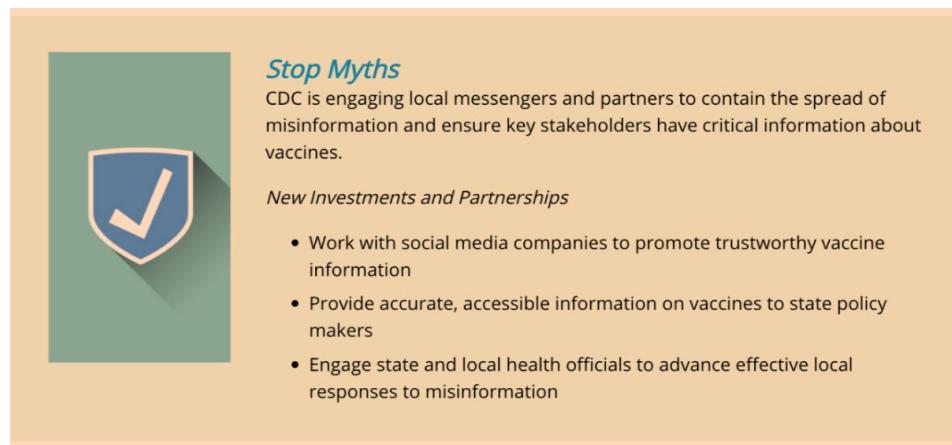 Stop Myths
CDC is engaging local messengers and partners to contain the spread of
misinformation and ensure key stakeholders have critical information about
vaccines.
New Investments and Partnerships
• Work with social media companies to promote trustworthy vaccine
information
• Provide accurate, accessible information on vaccines to state policy
makers
• Engage state and local health officials to advance effective local
responses to misinformation